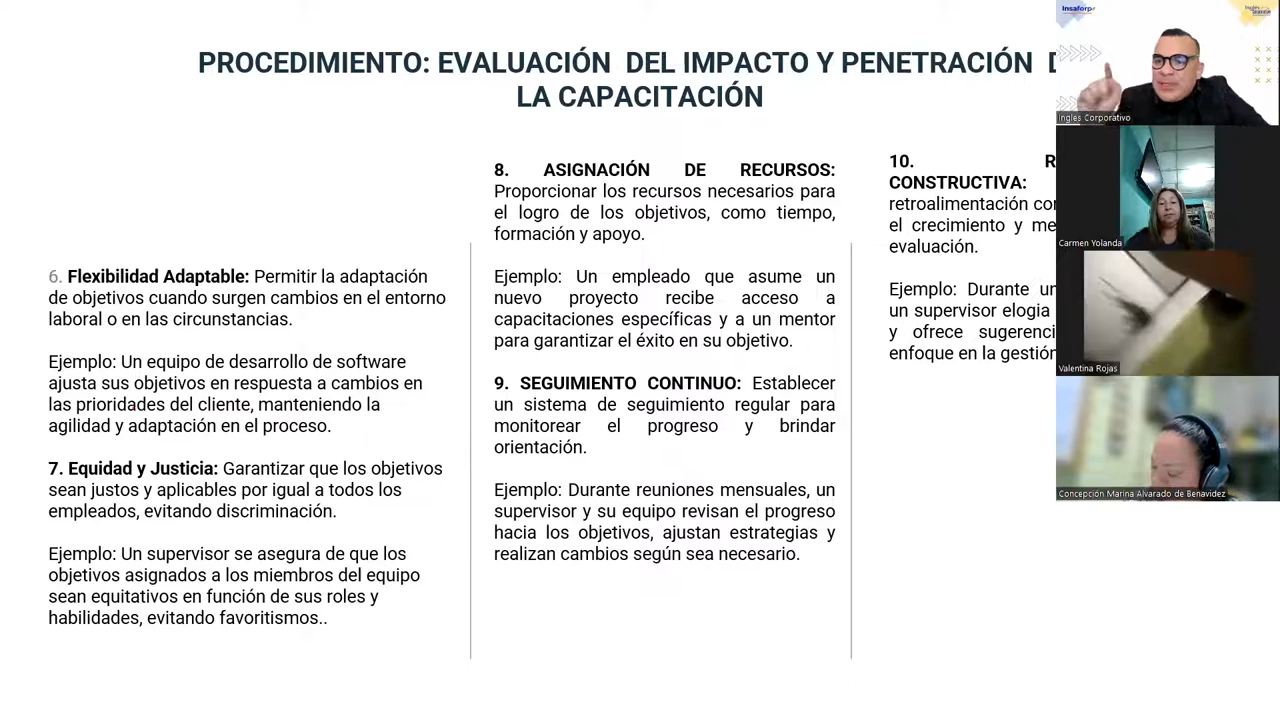 PROCEDIMIENTO: EVALUACIÓN DEL IMPACTO Y PENETRACIÓN
LA CAPACITACIÓN
6. Flexibilidad Adaptable: Permitir la adaptación
de objetivos cuando surgen cambios en el entorno
laboral o en las circunstancias.
Ejemplo: Un equipo de desarrollo de software
ajusta sus objetivos en respuesta a cambios en
las prioridades del cliente, manteniendo la
agilidad y adaptación en el proceso.
7. Equidad y Justicia: Garantizar que los objetivos
sean justos y aplicables por igual a todos los
empleados, evitando discriminación.
Ejemplo: Un supervisor se asegura de que los
objetivos asignados a los miembros del equipo
sean equitativos en función de sus roles y
habilidades, evitando favoritismos..
8. ASIGNACIÓN DE RECURSOS:
Proporcionar los recursos necesarios para
el logro de los objetivos, como tiempo,
formación y apoyo.
Ejemplo: Un empleado que asume un
nuevo proyecto recibe acceso a
capacitaciones específicas y a un mentor
para garantizar el éxito en su objetivo.
9. SEGUIMIENTO CONTINUO: Establecer
un sistema de seguimiento regular para
monitorear el progreso y brindar
orientación.
Ejemplo: Durante reuniones mensuales, un
supervisor y su equipo revisan el progreso
hacia los objetivos, ajustan estrategias y
realizan cambios según sea necesario.
10. R
CONSTRUCTIVA:
retroalimentación con
el crecimiento y me
evaluación.
Ejemplo: Durante un
un supervisor elogia
y ofrece sugerenci
enfoque en la gestión
Insaforp
Ingles Corporativo
Carmen Yolanda
Valentina Rojas
Concepción Marina Alvarado de Benavidez